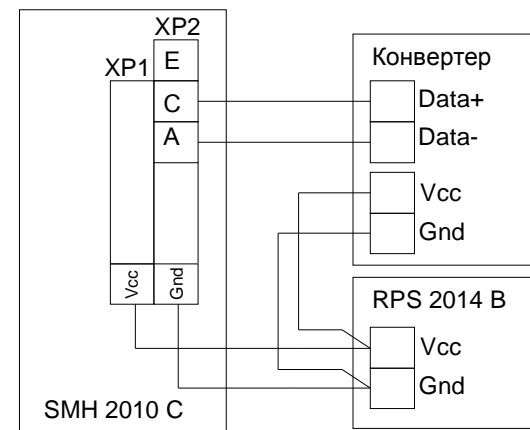 XP2
XP1
E
Конвертер
C
Data+
A
Data-
Vcc
Gnd
Vcc
Gnd
RPS 2014 B
Vcc
Gnd
SMH 2010 C